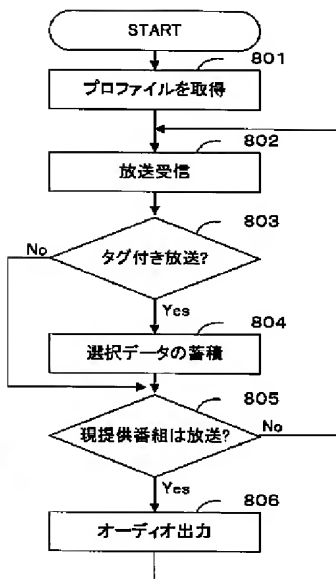 START
801
プロファイルを取得
802
放送受信
803
タグ付き放送?
No
Yes
804
選択データの蓄積
805
現提供番組は放送?
No
Yes
806
オーディオ出力